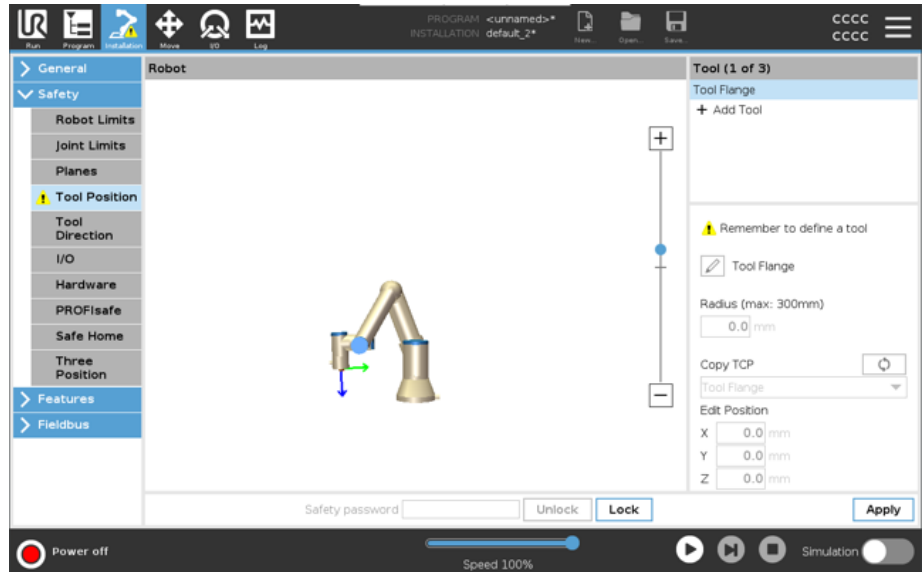 PROGRAM <unnamed>*
INSTALLATION default_2*
UR
Run
Program
Installation
Move
I/O
Log
New...
Open...
Save...
cccc
cccc
General
Safety
Robot Limits
Joint Limits
Planes
Tool Position
Tool
Direction
I/O
Hardware
PROFIsafe
Safe Home
Three
Position
Features
Fieldbus
Robot
Tool (1 of 3)
Tool Flange
+ Add Tool
Remember to define a tool
Tool Flange
Radius (max: 300mm)
0.0 mm
Copy TCP
Tool Flange
Edit Position
X 0.0 mm
Y 0.0 mm
Z 0.0 mm
Safety password
Unlock
Lock
Apply
Power off
Speed 100%
Simulation